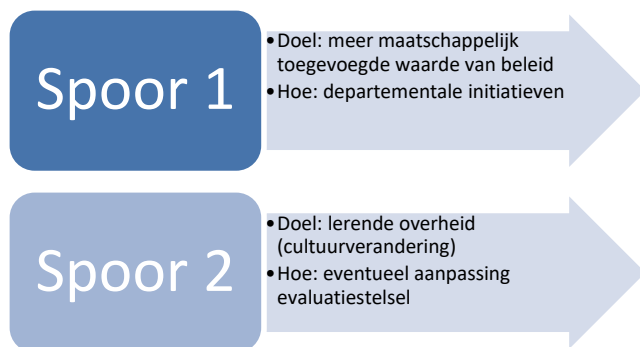 Spoor 1
•Doel: meer maatschappelijk
toegevoegde waarde van beleid
•Hoe: departementale initiatieven
Spoor 2
•Doel: lerende overheid
(cultuurverandering)
•Hoe: eventueel aanpassing
evaluatiestelsel